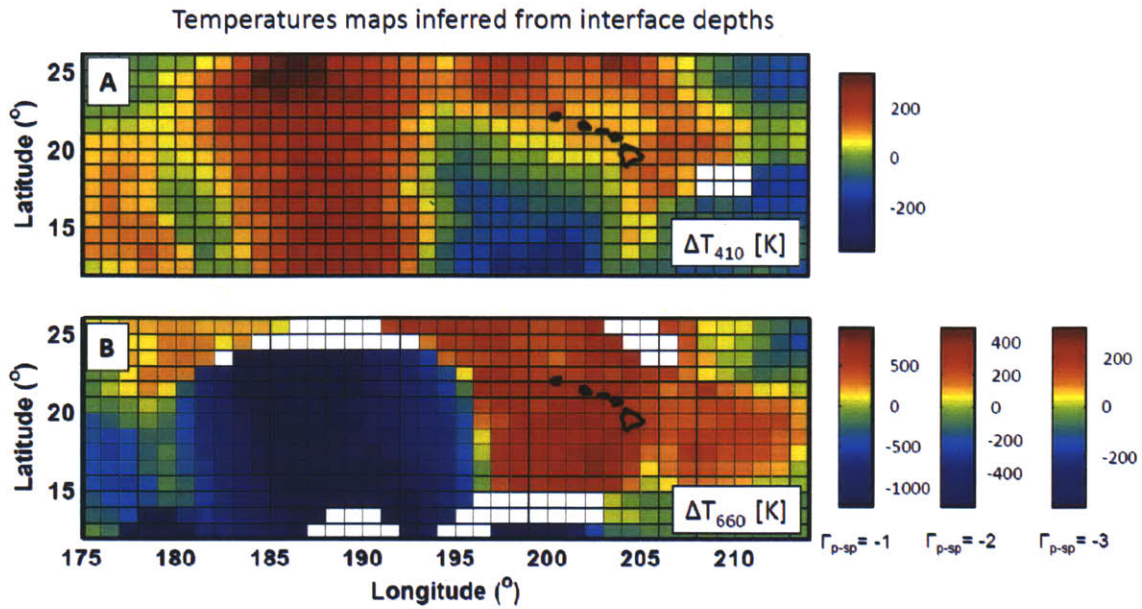 Temperatures maps inferred from interface depths
A
25
20
15
Latitude (°)
ΔT410 [K]
200
0
-200
B
25
20
15
Latitude (°)
ΔT660 [K]
175 180 185 190 195 200 205 210
Longitude (°)
500
0
-500
-1000
400
200
0
-200
-400
200
0
-200
Γp-sp= -1 Γp-sp= -2 Γp-sp= -3